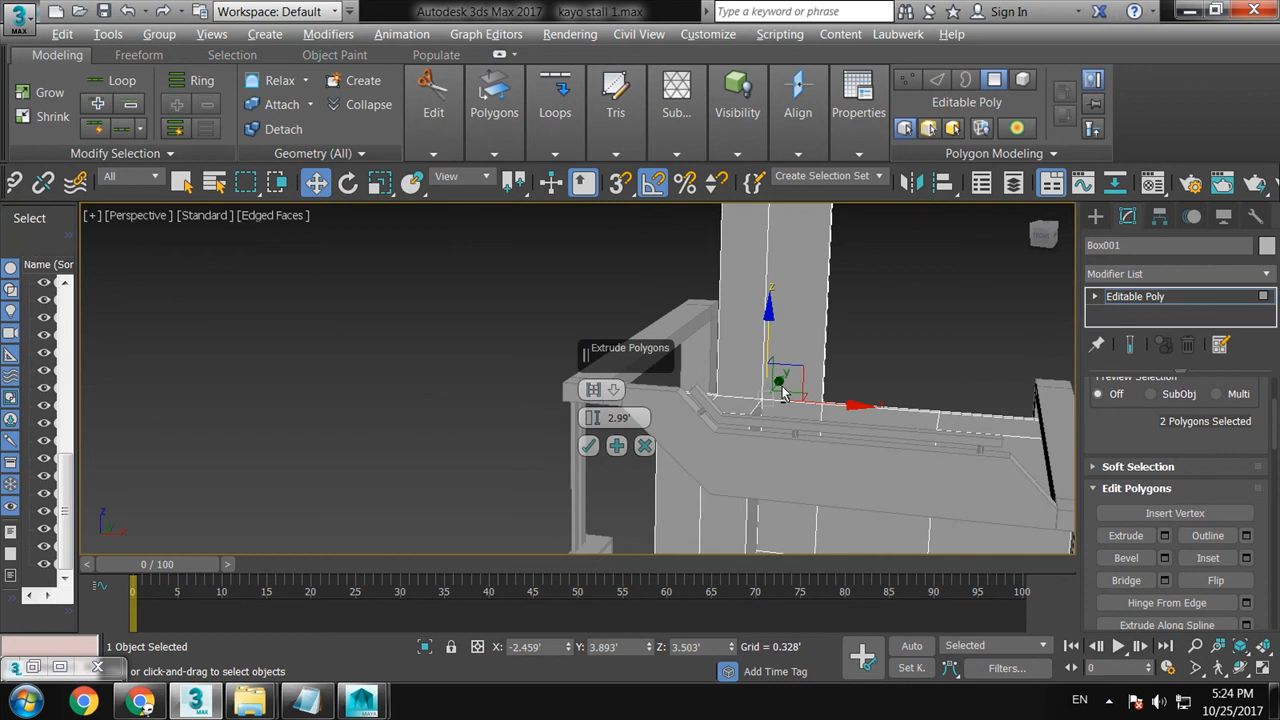 Workspace: Default
Autodesk 3ds Max 2017
kayo stall 1.max
Type a keyword or phrase
Sign In
MAX
Edit
Tools
Group
Views
Create
Modifiers
Animation
Graph Editors
Rendering
Civil View
Customize
Scripting
Content
Laubwerk
Help
Modeling
Freeform
Selection
Object Paint
Populate
Grow
Shrink
Loop
Ring
Modify Selection
Relax
Create
Attach
Collapse
Detach
Geometry (All)
Edit
Polygons
Loops
Tris
Sub...
Visibility
Align
Properties
Editable Poly
Polygon Modeling
All
View
Create Selection Set
Select
Name (Sor
[+] [Perspective] [Standard] [Edged Faces]
FRONT
Extrude Polygons
2.99'
z
y
z
x
Box001
Modifier List
Editable Poly
Preview Selection
Off
SubObj
Multi
2 Polygons Selected
Soft Selection
Edit Polygons
Insert Vertex
Extrude
Outline
Bevel
Inset
Bridge
Flip
Hinge From Edge
Extrude Along Spline
0 / 100
0 5 10 15 20 25 30 35 40 45 50 55 60 65 70 75 80 85 90 95 100
1 Object Selected
X: -2.459'
Y: 3.893'
Z: 3.503'
Grid = 0.328'
Auto
Selected
or click-and-drag to select objects
Add Time Tag
Set K.
Filters...
0
EN
5:24 PM
10/25/2017